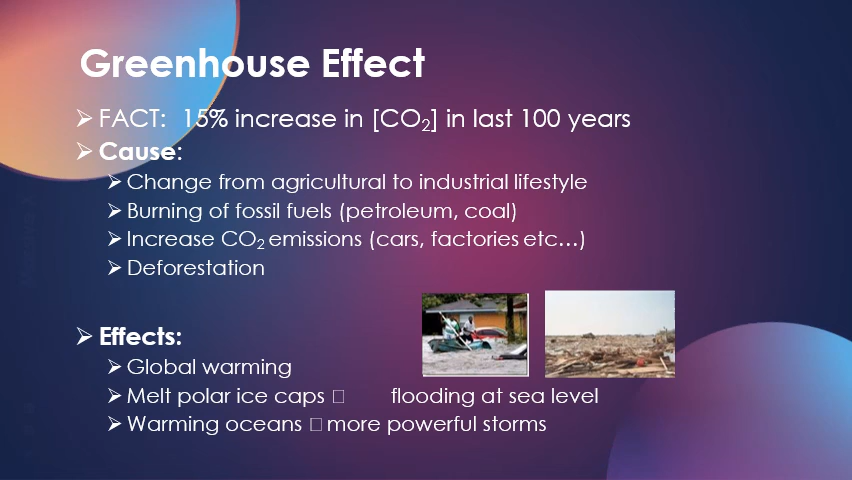 Greenhouse Effect
➢ FACT: 15% increase in [CO₂] in last 100 years
➢ Cause:
➢ Change from agricultural to industrial lifestyle
➢ Burning of fossil fuels (petroleum, coal)
➢ Increase CO₂ emissions (cars, factories etc…)
➢ Deforestation
➢ Effects:
➢ Global warming
➢ Melt polar ice caps □ flooding at sea level
➢ Warming oceans □ more powerful storms